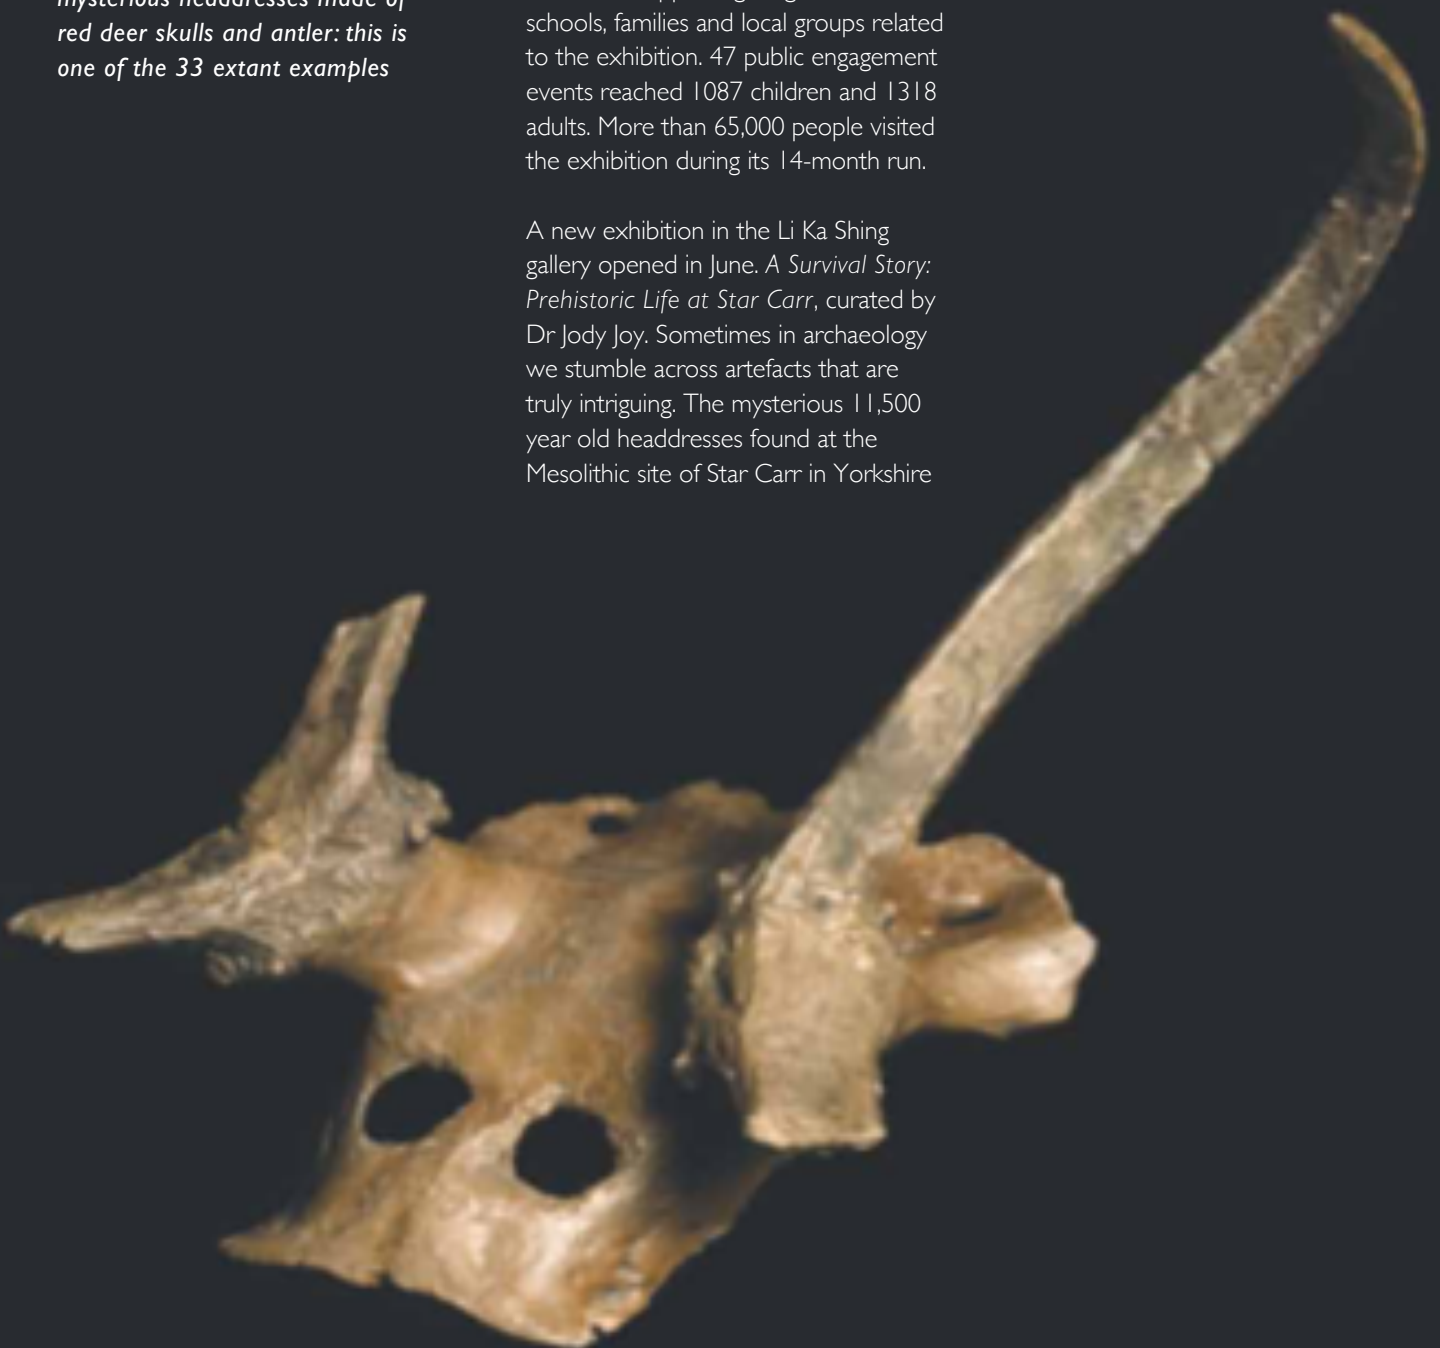 mysterious headdresses made of
red deer skulls and antler: this is
one of the 33 extant examples
schools, families and local groups related
to the exhibition. 47 public engagement
events reached 1087 children and 1318
adults. More than 65,000 people visited
the exhibition during its 14-month run.
A new exhibition in the Li Ka Shing
gallery opened in June. A Survival Story:
Prehistoric Life at Star Carr, curated by
Dr Jody Joy. Sometimes in archaeology
we stumble across artefacts that are
truly intriguing. The mysterious 11,500
year old headdresses found at the
Mesolithic site of Star Carr in Yorkshire